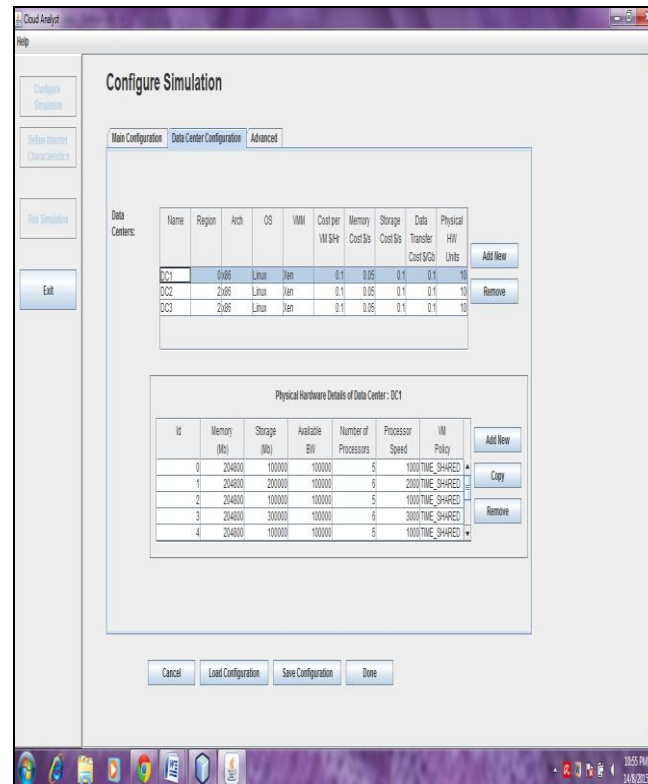 Cloud Analyst
Help
Configure Simulation
Define Internet Characteristics
Run Simulation
Exit
Configure Simulation
Main Configuration Data Center Configuration Advanced
Data Centers:
Name Region Arch OS VMM Cost per VM $/Hr Memory Cost $/s Storage Cost $/s Data Transfer Cost $/Gb Physical HW Units
DC1 0 x86 Linux Xen 0.1 0.05 0.1 0.1 10
DC2 2 x86 Linux Xen 0.1 0.05 0.1 0.1 10
DC3 2 x86 Linux Xen 0.1 0.05 0.1 0.1 10
Add New
Remove
Physical Hardware Details of Data Center : DC1
Id Memory (Mb) Storage (Mb) Available BW Number of Processors Processor Speed VM Policy
0 204800 100000 100000 5 1000 TIME_SHARED
1 204800 200000 100000 6 2000 TIME_SHARED
2 204800 100000 100000 5 1000 TIME_SHARED
3 204800 300000 100000 6 3000 TIME_SHARED
4 204800 100000 100000 5 1000 TIME_SHARED
Add New
Copy
Remove
Cancel Load Configuration Save Configuration Done
10:55 PM